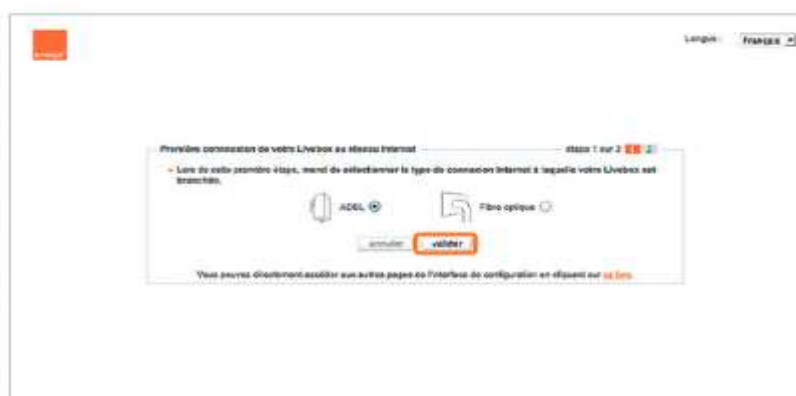 Langue : Français
Première connexion de votre Livebox au réseau Internet
étape 1 sur 2
Lors de cette première étape, merci de sélectionner le type de connexion Internet à laquelle votre Livebox est
branchée.
ADSL
Fibre optique
annuler
valider
Vous pouvez directement accéder aux autres pages de l'interface de configuration en cliquant sur ce lien.